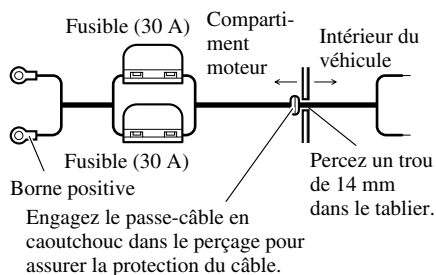 Fusible (30 A)
Comparti-
ment
moteur
Intérieur du
véhicule
Fusible (30 A)
Borne positive
Percez un trou
de 14 mm
dans le tablier.
Engagez le passe-câble en
caoutchouc dans le perçage pour
assurer la protection du câble.